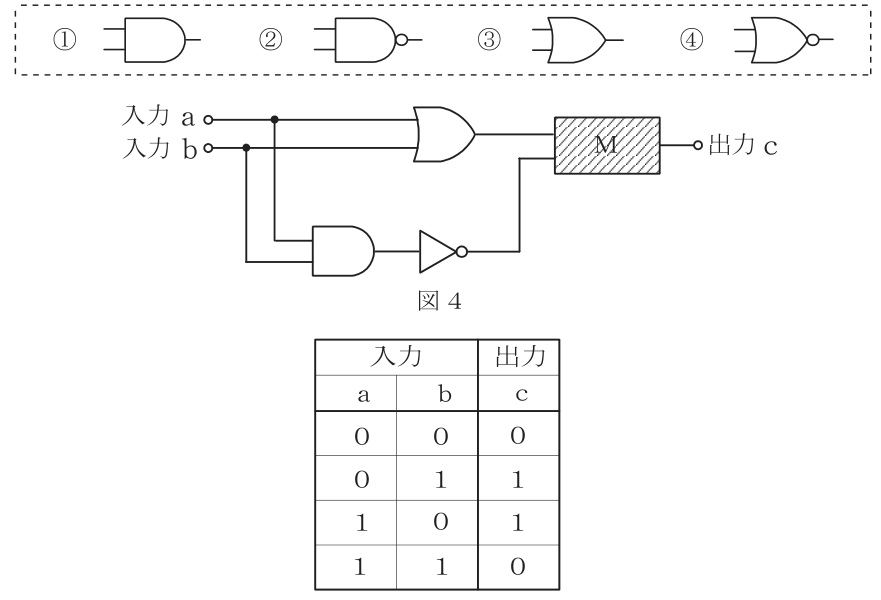 ① ② ③ ④
入力 a
入力 b
M
出力 c
図 4
入力 出力
a b c
0 0 0
0 1 1
1 0 1
1 1 0